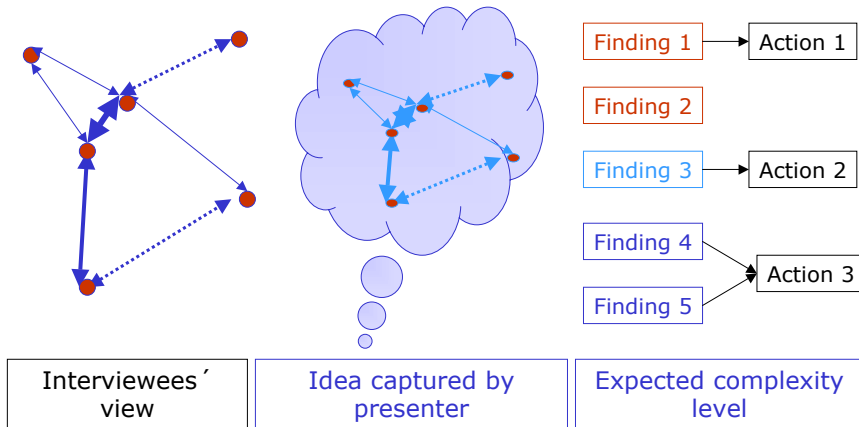 Finding 1
Action 1
Finding 2
Finding 3
Action 2
Finding 4
Action 3
Finding 5
Interviewees´
view
Idea captured by
presenter
Expected complexity
level